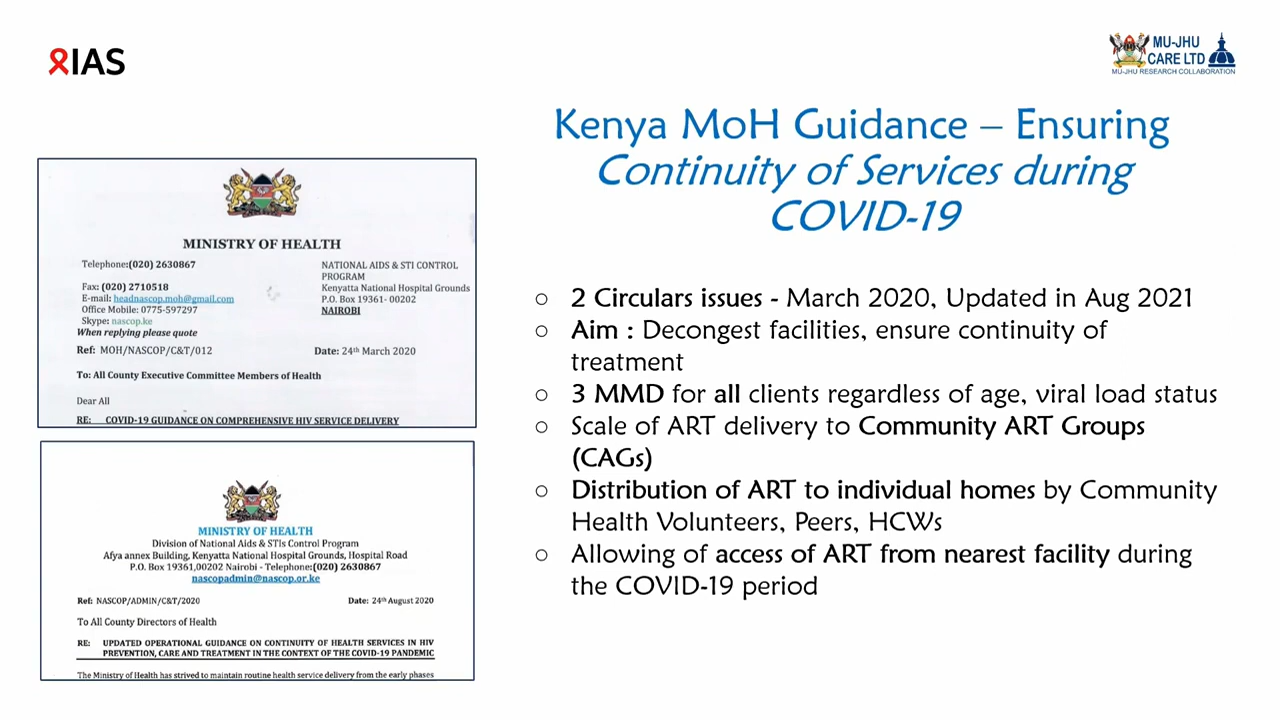 IAS
MU-JHU
CARE LTD
MU-JHU RESEARCH COLLABORATION
Kenya MoH Guidance – Ensuring
Continuity of Services during
COVID-19
MINISTRY OF HEALTH
Telephone:(020) 2630867
Fax: (020) 2710518
E-mail: headnascop.moh@gmail.com
Office Mobile: 0775-597297
Skype: nascop.ke
When replying please quote
NATIONAL AIDS & STI CONTROL
PROGRAM
Kenyatta National Hospital Grounds
P.O. Box 19361- 00202
NAIROBI
Ref: MOH/NASCOP/C&T/012
Date: 24th March 2020
To: All County Executive Committee Members of Health
Dear All
RE: COVID-19 GUIDANCE ON COMPREHENSIVE HIV SERVICE DELIVERY
MINISTRY OF HEALTH
Division of National Aids & STIs Control Program
Afya annex Building, Kenyatta National Hospital Grounds, Hospital Road
P.O. Box 19361,00202 Nairobi - Telephone:(020) 2630867
nascopadmin@nascop.or.ke
Ref: NASCOP/ADMIN/C&T/2020
Date: 24th August 2020
To All County Directors of Health
RE: UPDATED OPERATIONAL GUIDANCE ON CONTINUITY OF HEALTH SERVICES IN HIV
PREVENTION, CARE AND TREATMENT IN THE CONTEXT OF THE COVID-19 PANDEMIC
The Ministry of Health has strived to maintain routine health service delivery from the early phases
○ 2 Circulars issues - March 2020, Updated in Aug 2021
○ Aim : Decongest facilities, ensure continuity of
treatment
○ 3 MMD for all clients regardless of age, viral load status
○ Scale of ART delivery to Community ART Groups
(CAGs)
○ Distribution of ART to individual homes by Community
Health Volunteers, Peers, HCWs
○ Allowing of access of ART from nearest facility during
the COVID-19 period